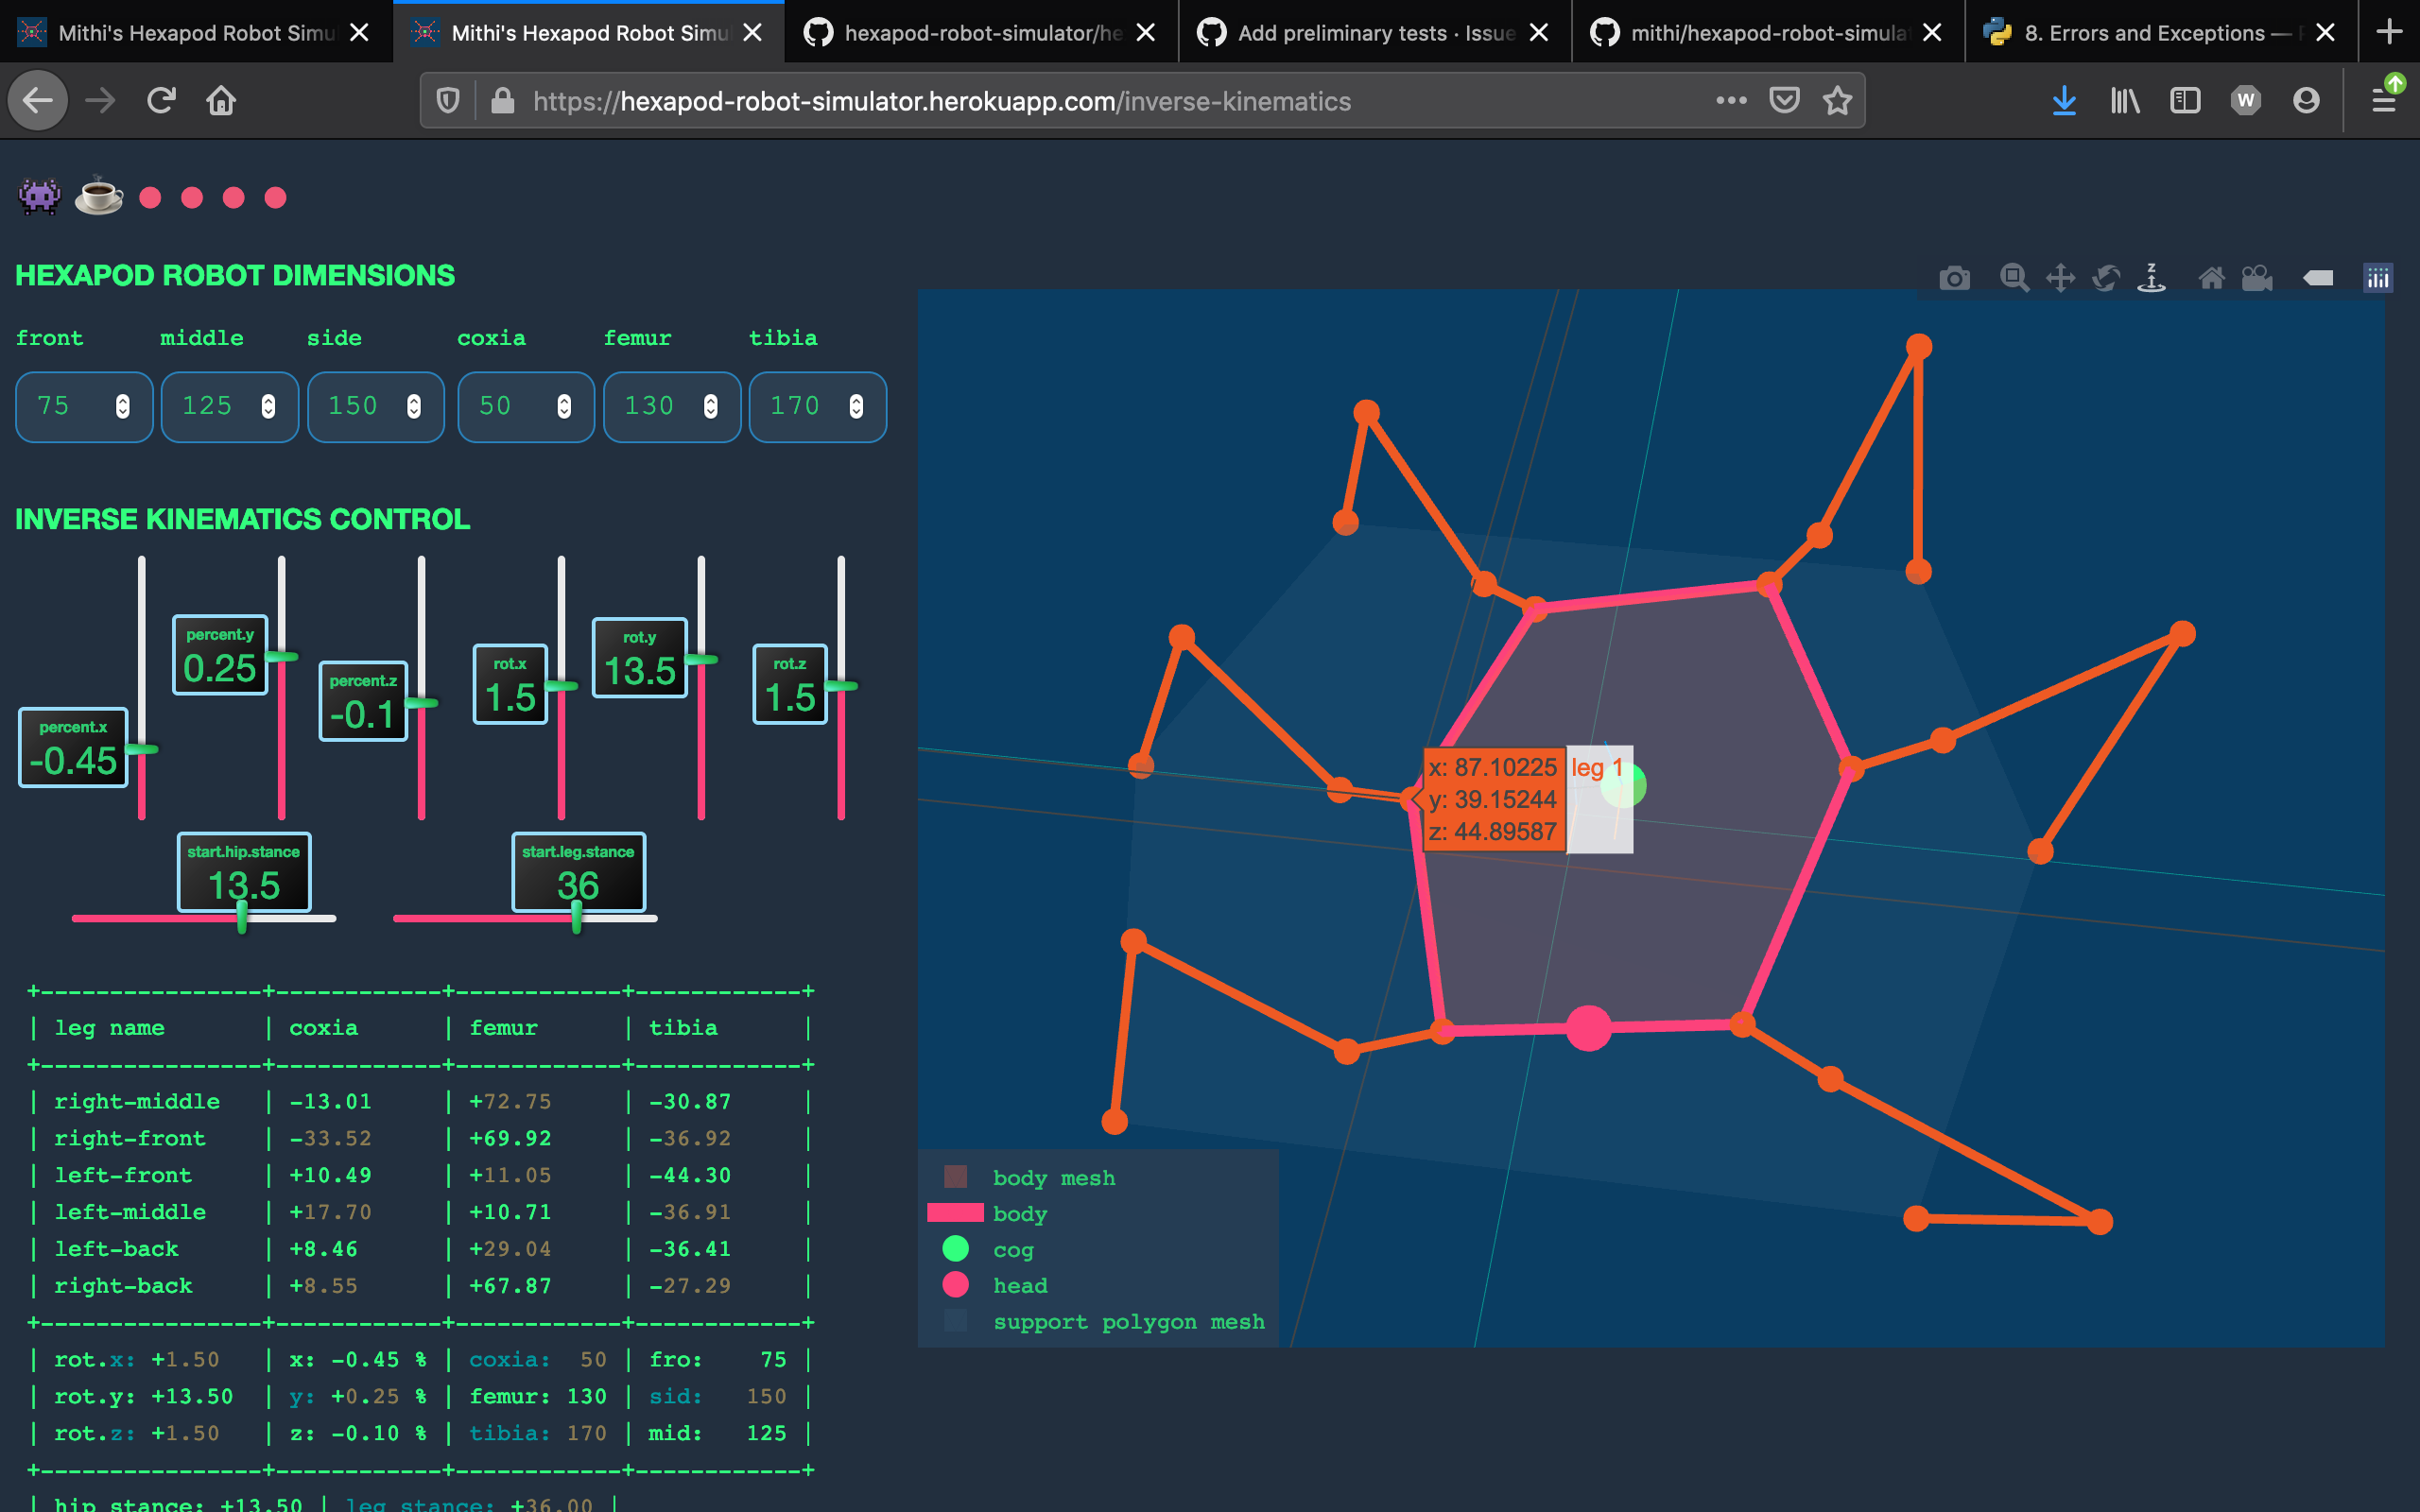 Mithi's Hexapod Robot Simu
Mithi's Hexapod Robot Simu
hexapod-robot-simulator/he
Add preliminary tests · Issue
mithi/hexapod-robot-simula
8. Errors and Exceptions —
https://hexapod-robot-simulator.herokuapp.com/inverse-kinematics
W
HEXAPOD ROBOT DIMENSIONS
front middle side coxia femur tibia
75 125 150 50 130 170
INVERSE KINEMATICS CONTROL
percent.x
-0.45
percent.y
0.25
percent.z
-0.1
rot.x
1.5
rot.y
13.5
rot.z
1.5
start.hip.stance
13.5
start.leg.stance
36
+----------------+------------+------------+------------+
| leg name | coxia | femur | tibia |
+----------------+------------+------------+------------+
| right-middle | -13.01 | +72.75 | -30.87 |
| right-front | -33.52 | +69.92 | -36.92 |
| left-front | +10.49 | +11.05 | -44.30 |
| left-middle | +17.70 | +10.71 | -36.91 |
| left-back | +8.46 | +29.04 | -36.41 |
| right-back | +8.55 | +67.87 | -27.29 |
+----------------+------------+------------+------------+
| rot.x: +1.50 | x: -0.45 % | coxia: 50 | fro: 75 |
| rot.y: +13.50 | y: +0.25 % | femur: 130 | sid: 150 |
| rot.z: +1.50 | z: -0.10 % | tibia: 170 | mid: 125 |
+----------------+------------+------------+------------+
| hip stance: +13.50 | leg stance: +36.00 |
z
x: 87.10225
y: 39.15244
z: 44.89587
leg 1
body mesh
body
cog
head
support polygon mesh